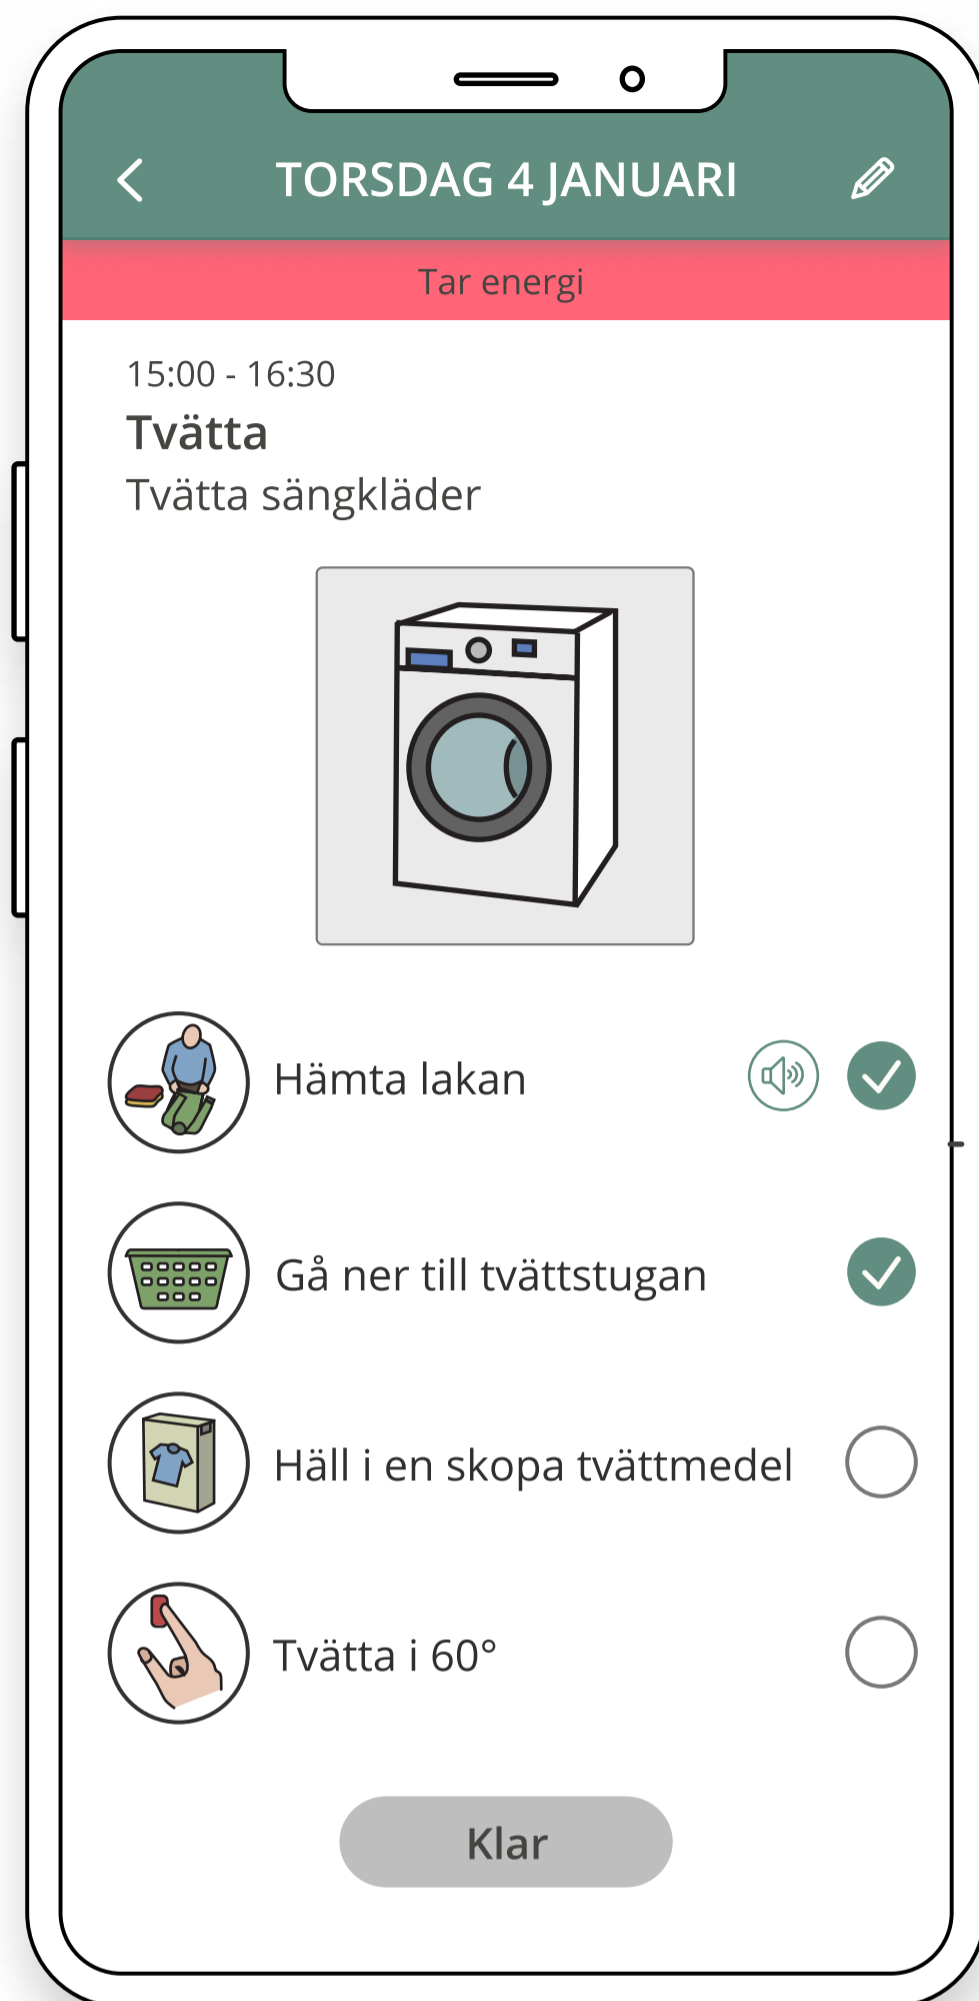 TORSDAG 4 JANUARI
Tar energi
15:00 - 16:30
Tvätta
Tvätta sängkläder
Hämta lakan
Gå ner till tvättstugan
Häll i en skopa tvättmedel
Tvätta i 60°
Klar